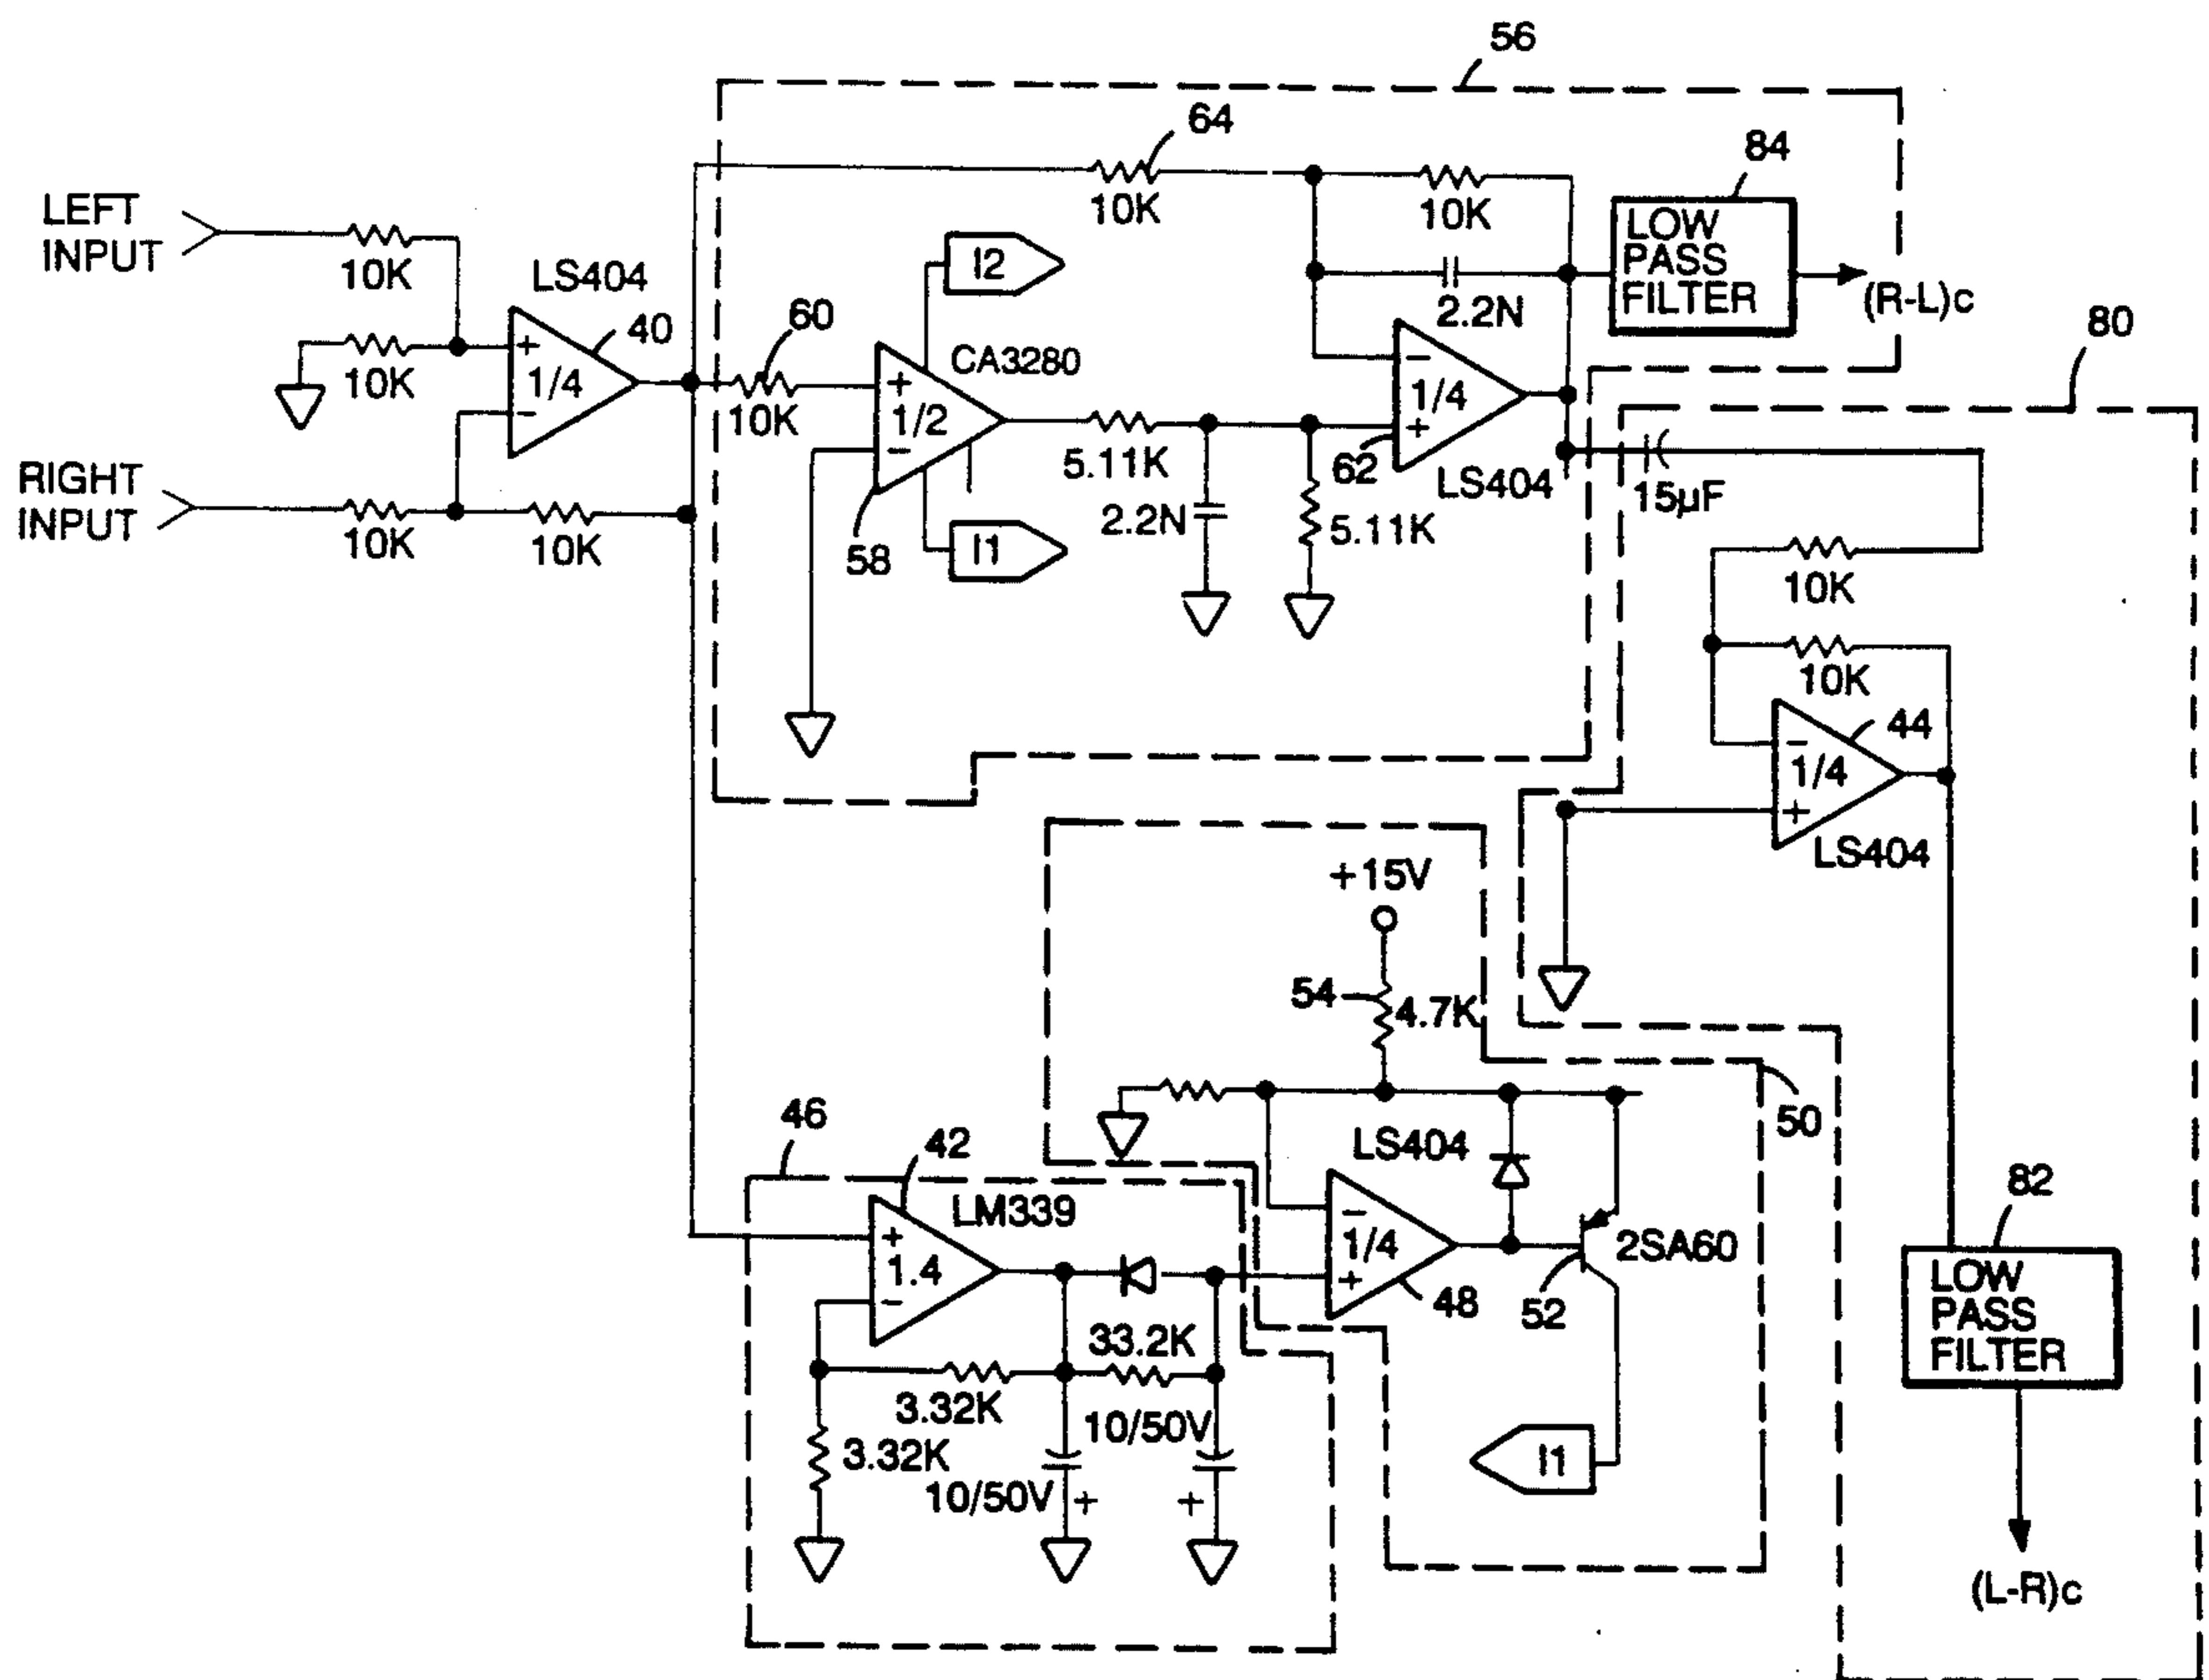 56
64
84
LEFT
INPUT
10K
10K
10K
LOW
PASS
FILTER
(R-L)c
80
LS404
I2
40
60
2.2N
+
1/4
-
10K
10K
CA3280
+
1/2
-
-
1/4
+
62
LS404
5.11K
15µF
RIGHT
INPUT
10K
10K
58
I1
2.2N
5.11K
10K
10K
44
-
1/4
+
LS404
+15V
54
4.7K
50
46
42
LM339
LS404
82
+
1.4
-
-
1/4
+
48
52
2SA60
LOW
PASS
FILTER
33.2K
3.32K
3.32K
10/50V
10/50V
+
+
I1
(L-R)c